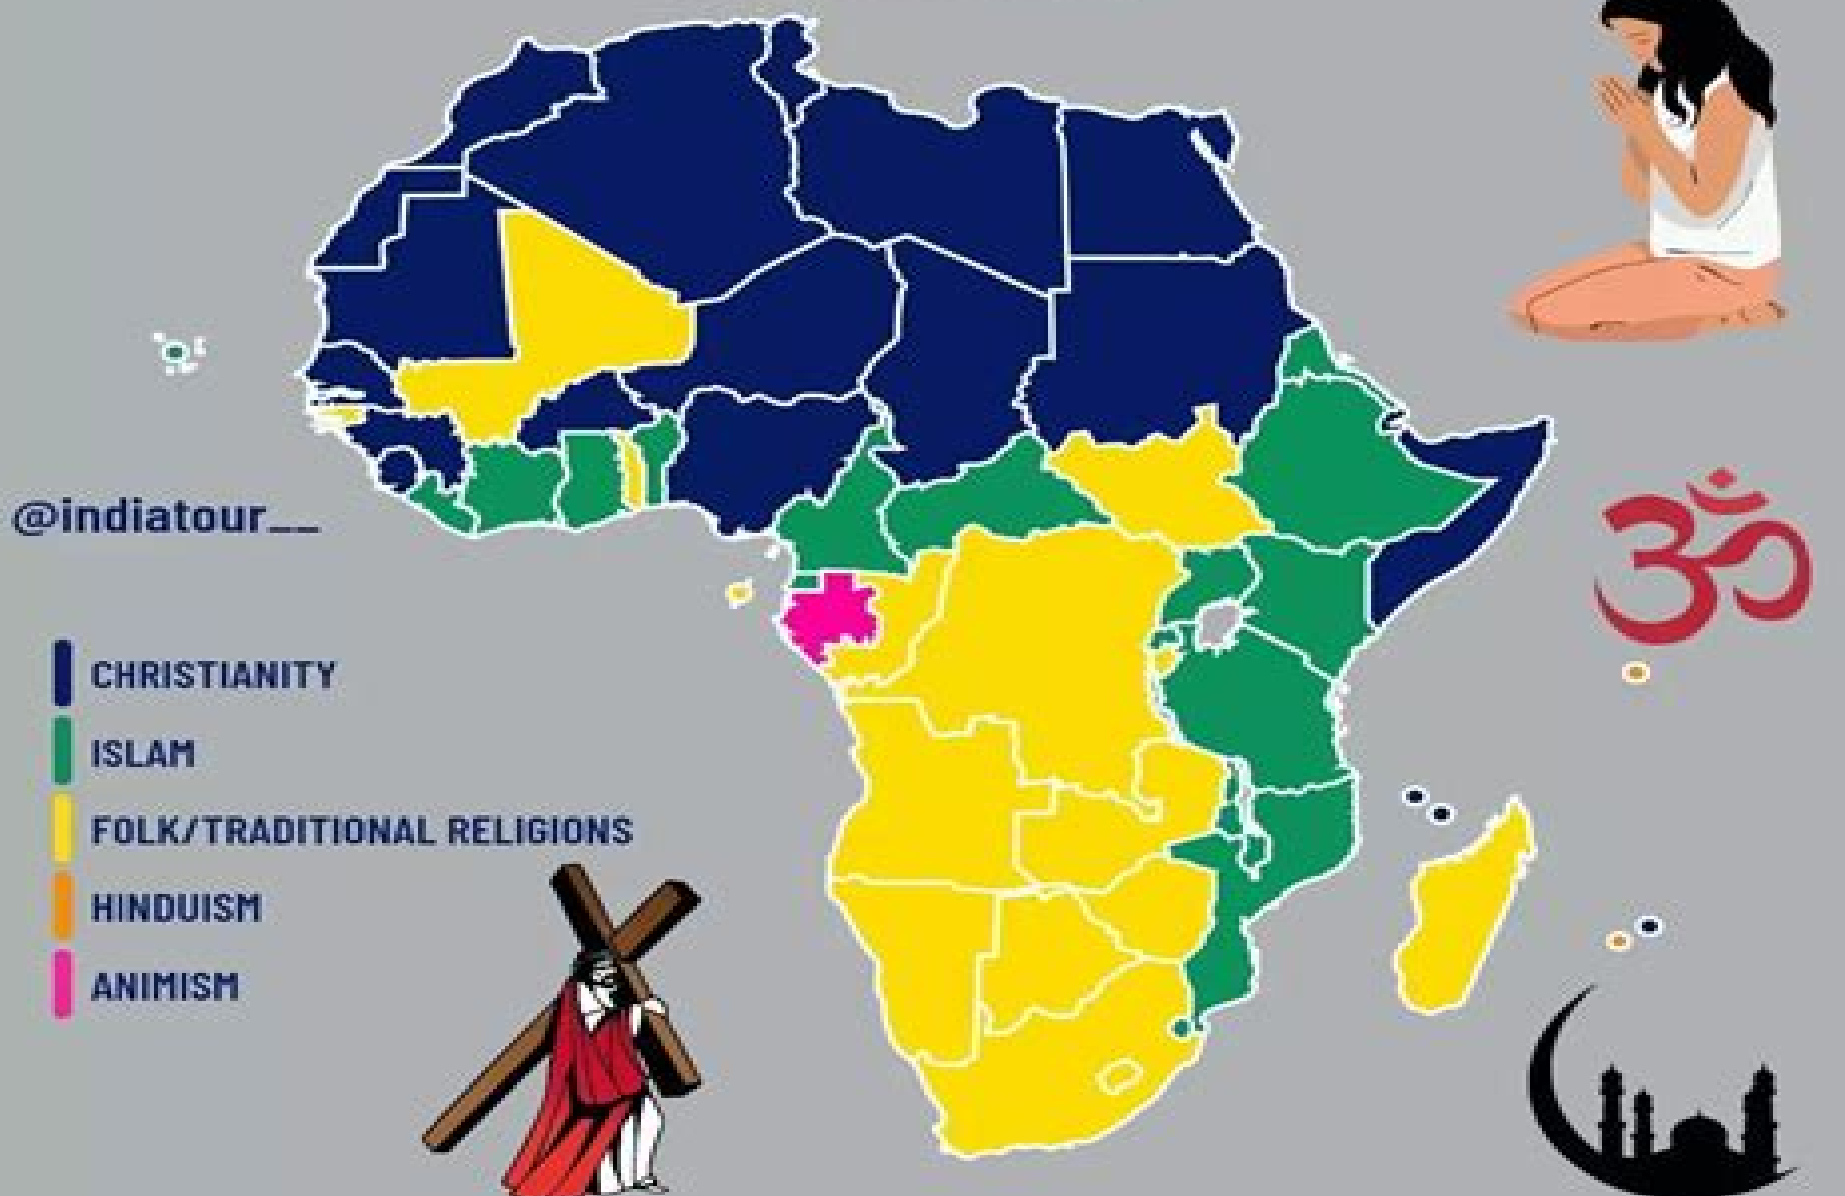 @indiatour__
CHRISTIANITY
ISLAM
FOLK/TRADITIONAL RELIGIONS
HINDUISM
ANIMISM